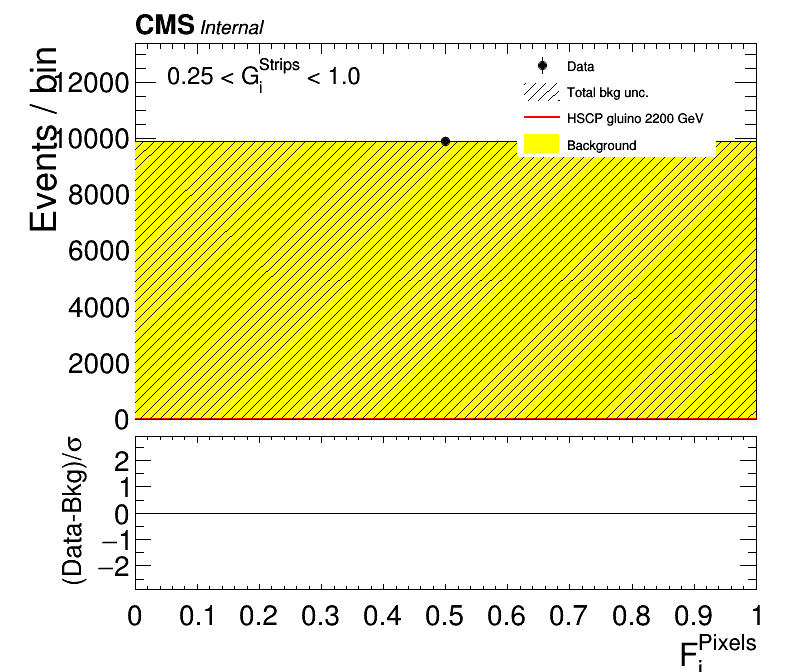 CMS Internal
Events / bin
0.25 < G_i^Strips < 1.0
Data
Total bkg unc.
HSCP gluino 2200 GeV
Background
12000
10000
8000
6000
4000
2000
0
(Data-Bkg)/σ
2
1
0
−1
−2
0 0.1 0.2 0.3 0.4 0.5 0.6 0.7 0.8 0.9 1
F_i^Pixels